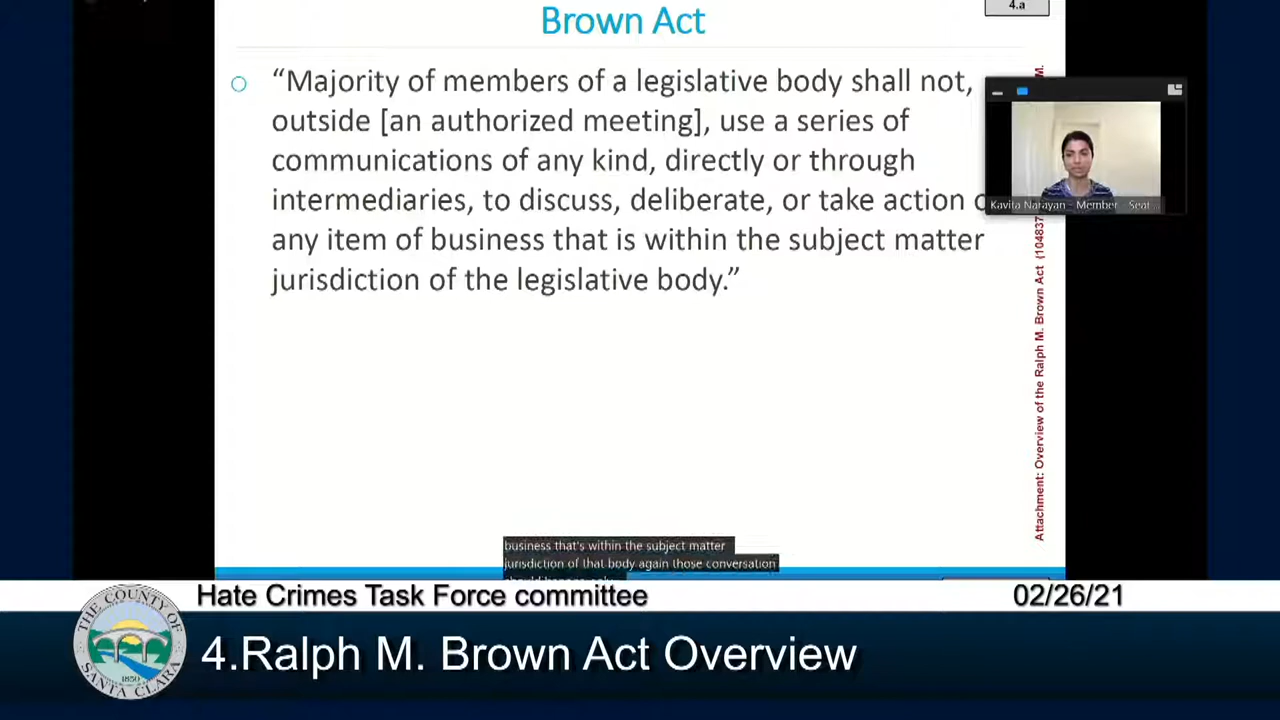 Brown Act
4.a
“Majority of members of a legislative body shall not,
outside [an authorized meeting], use a series of
communications of any kind, directly or through
intermediaries, to discuss, deliberate, or take action
any item of business that is within the subject matter
jurisdiction of the legislative body.”
Kavita Narayan - Member - Seat ...
Attachment: Overview of the Ralph M. Brown Act (104837
M.
business that's within the subject matter
jurisdiction of that body again those conversation
Hate Crimes Task Force committee
02/26/21
THE COUNTY OF
SANTA CLARA
1850
4.Ralph M. Brown Act Overview